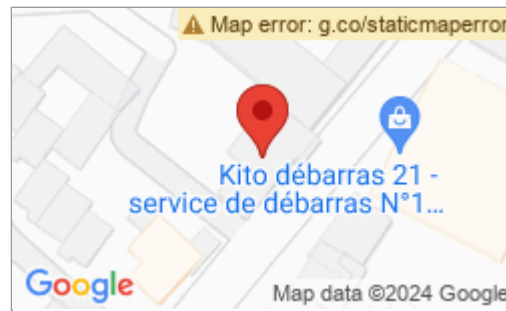 Map error: g.co/staticmaperror
Kito débarras 21 -
service de débarras N°1...
Google
Map data ©2024 Google